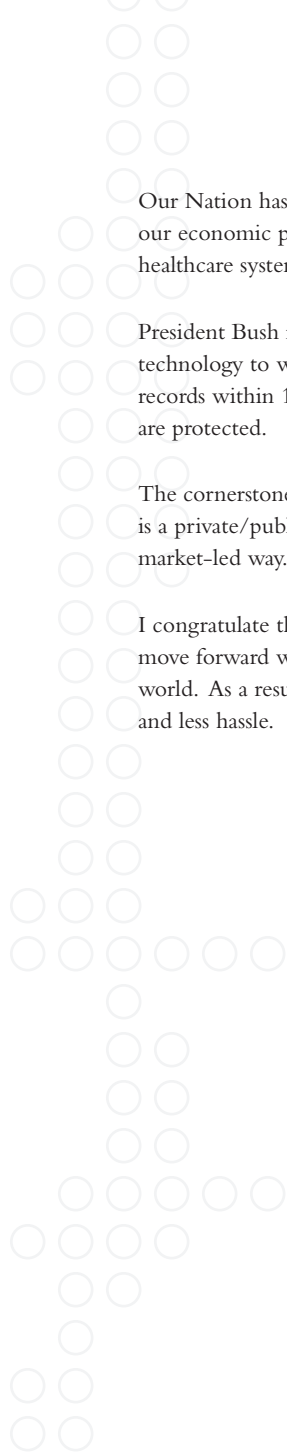 Our Nation has
our economic p
healthcare system
President Bush
technology to w
records within 1
are protected.
The cornerstone
is a private/publ
market-led way.
I congratulate th
move forward w
world. As a resu
and less hassle.